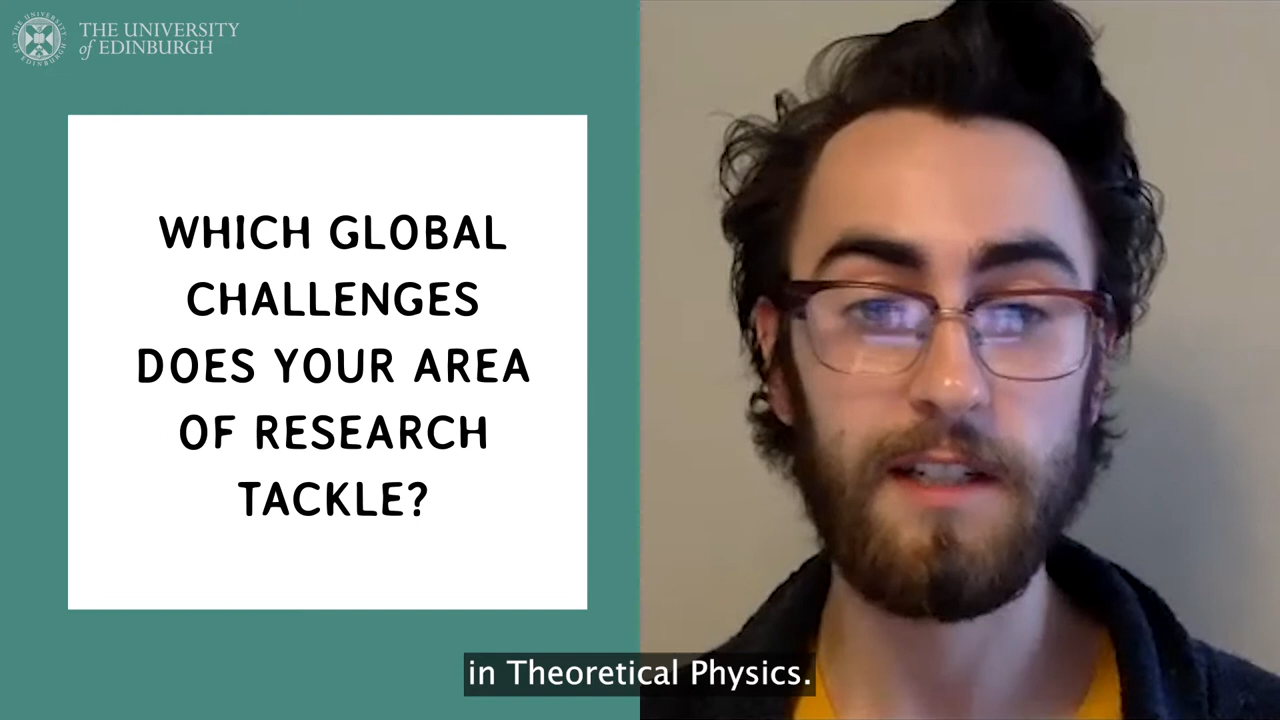 THE UNIVERSITY
of EDINBURGH
WHICH GLOBAL
CHALLENGES
DOES YOUR AREA
OF RESEARCH
TACKLE?
in Theoretical Physics.